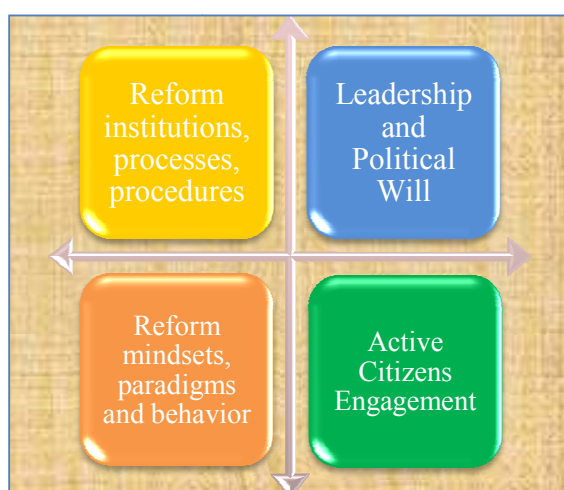 Reform
institutions,
processes,
procedures
Leadership
and
Political
Will
Reform
mindsets,
paradigms
and behavior
Active
Citizens
Engagement